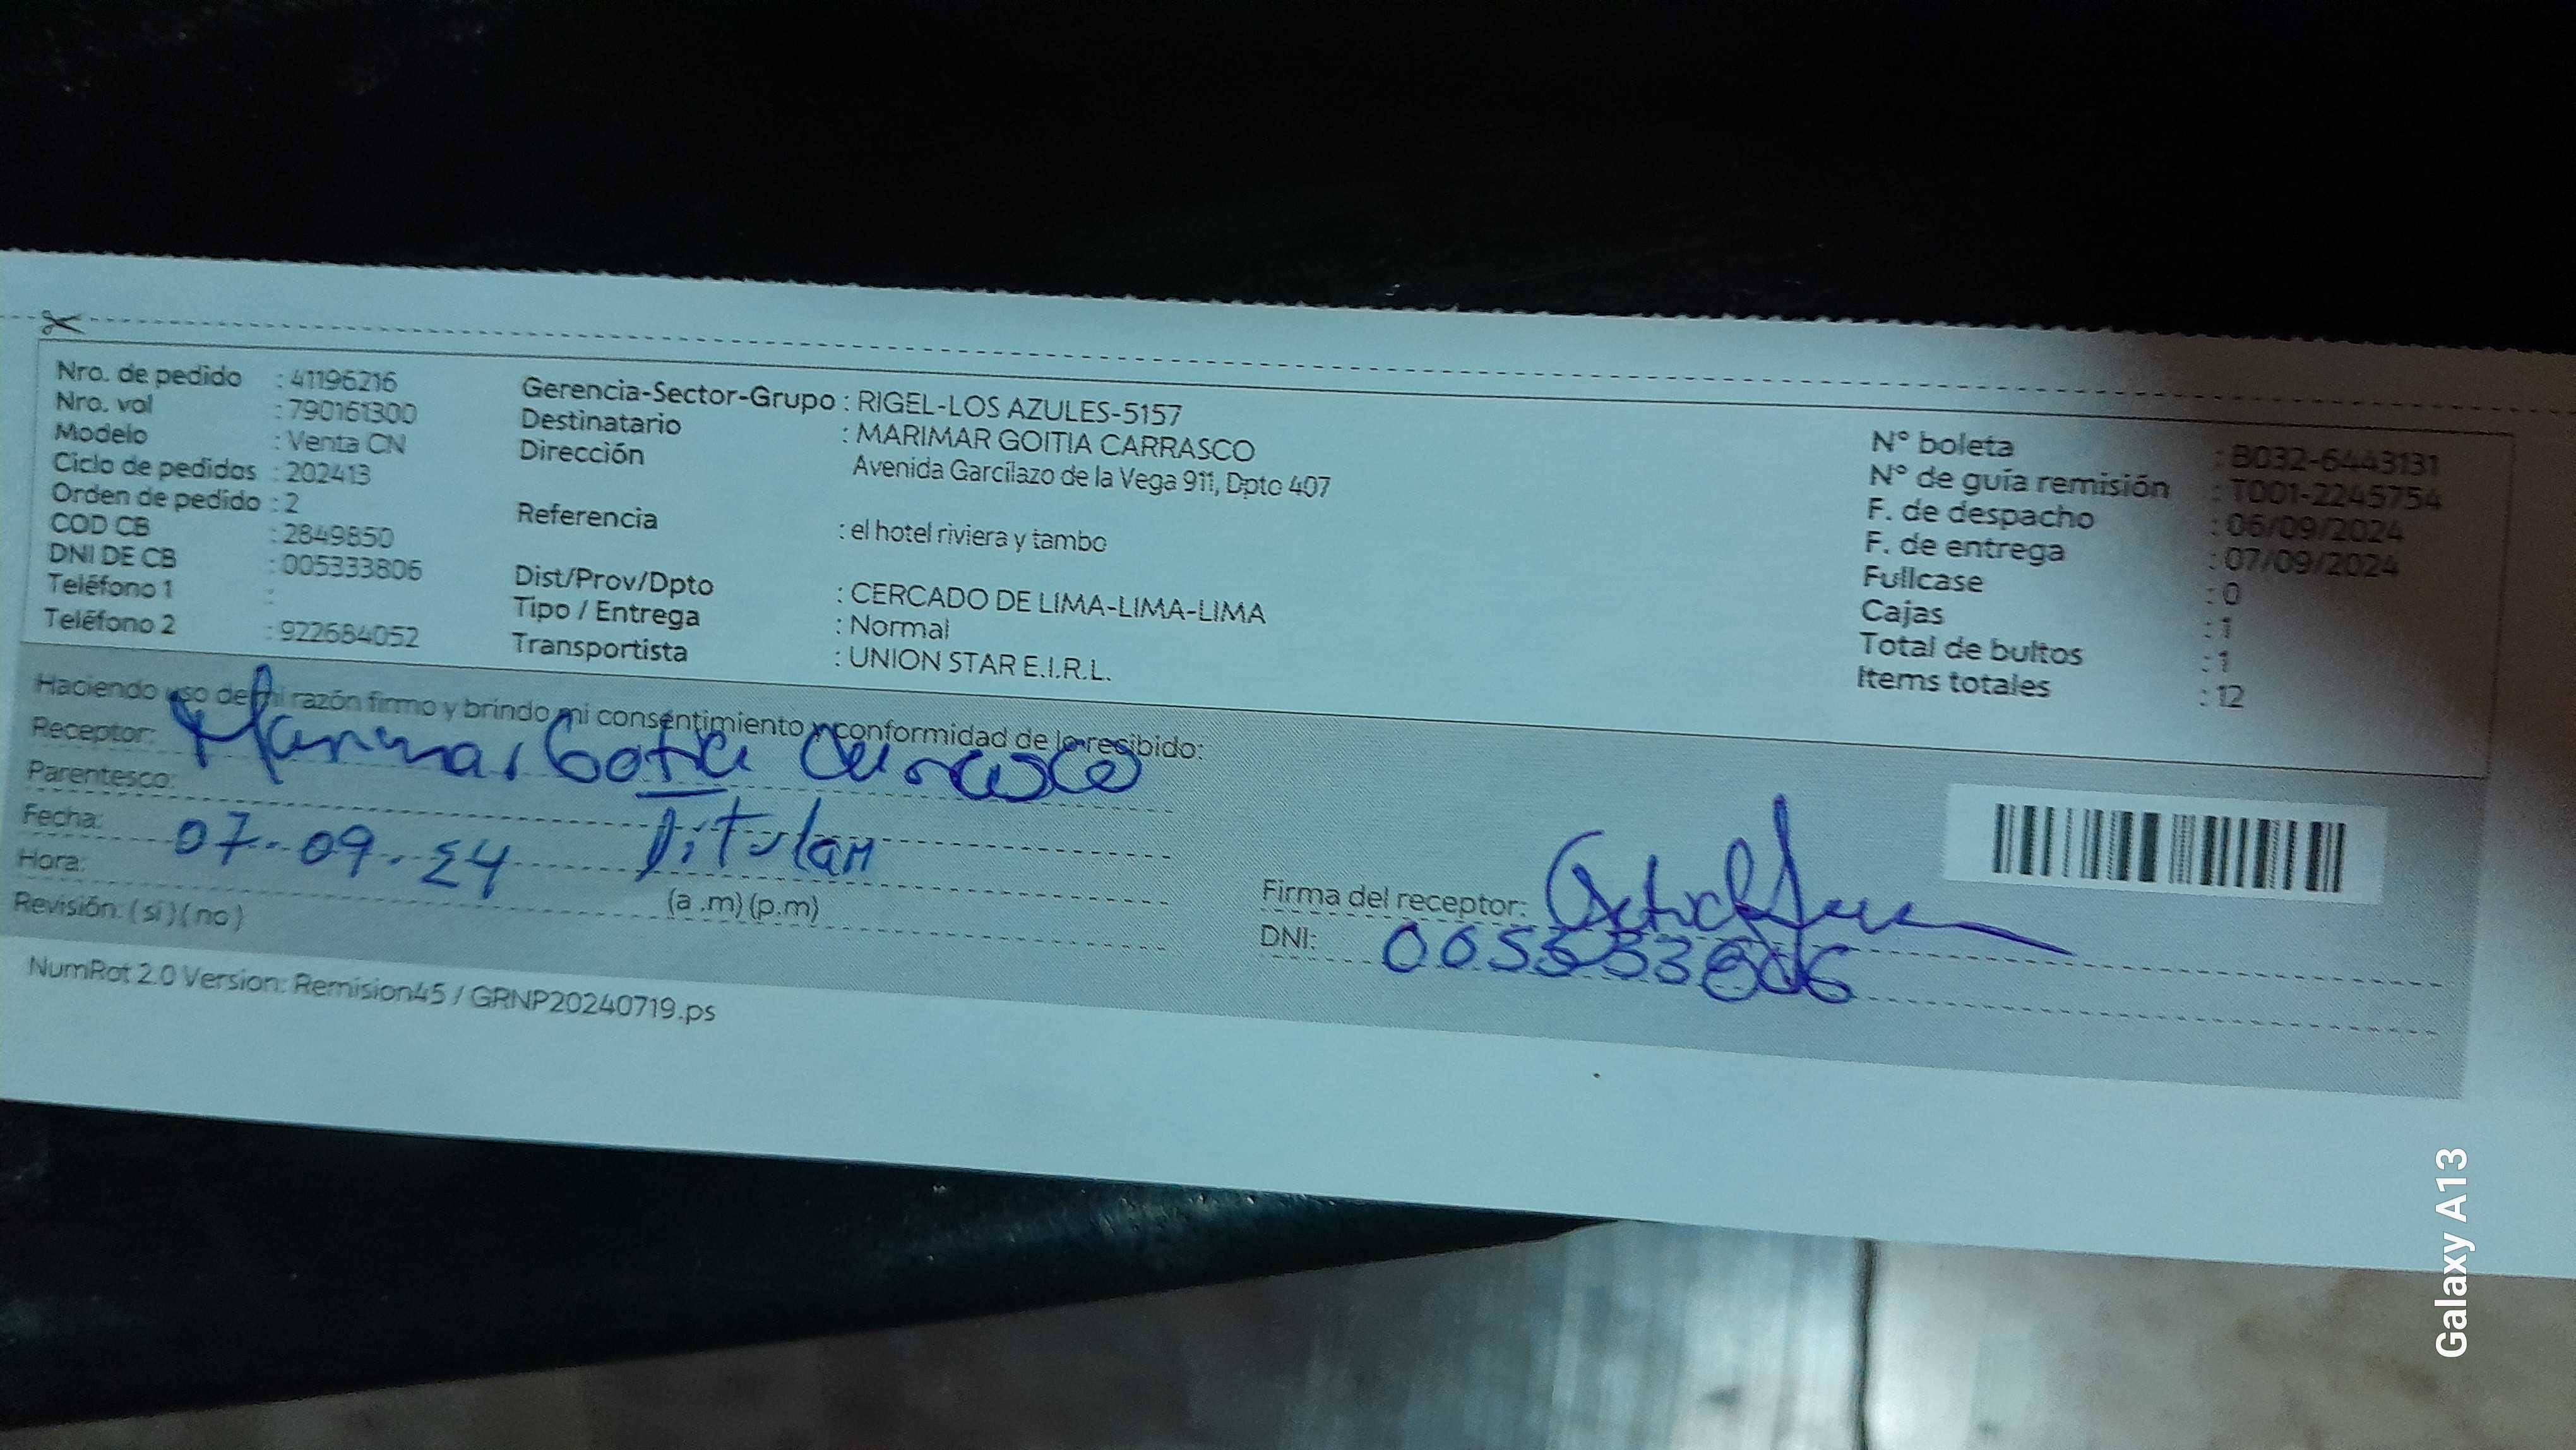 Nro. de pedido : 41196216
Nro. vol : 790161300
Modelo : Venta CN
Ciclo de pedidos : 202413
Orden de pedido : 2
COD CB : 2849850
DNI DE CB : 005333806
Teléfono 1 :
Teléfono 2 : 922684052
Gerencia-Sector-Grupo : RIGEL-LOS AZULES-5157
Destinatario : MARIMAR GOITIA CARRASCO
Dirección Avenida Garcilazo de la Vega 911, Dpto 407
Referencia : el hotel riviera y tambo
Dist/Prov/Dpto : CERCADO DE LIMA-LIMA-LIMA
Tipo / Entrega : Normal
Transportista : UNION STAR E.I.R.L.
N° boleta : B032-6443131
N° de guía remisión : T001-2245754
F. de despacho : 06/09/2024
F. de entrega : 07/09/2024
Fullcase : 0
Cajas : 1
Total de bultos : 1
Items totales : 12
Haciendo uso de mi razón firmo y brindo mi consentimiento y conformidad de lo recibido:
Receptor: Marimar Goitia Carrasco
Parentesco: Titular
Fecha: 07-09-24
Hora: (a .m) (p.m)
Revisión: (si) (no)
Firma del receptor:
DNI: 005333806
NumRot 2.0 Version: Remision45 / GRNP20240719.ps
Galaxy A13